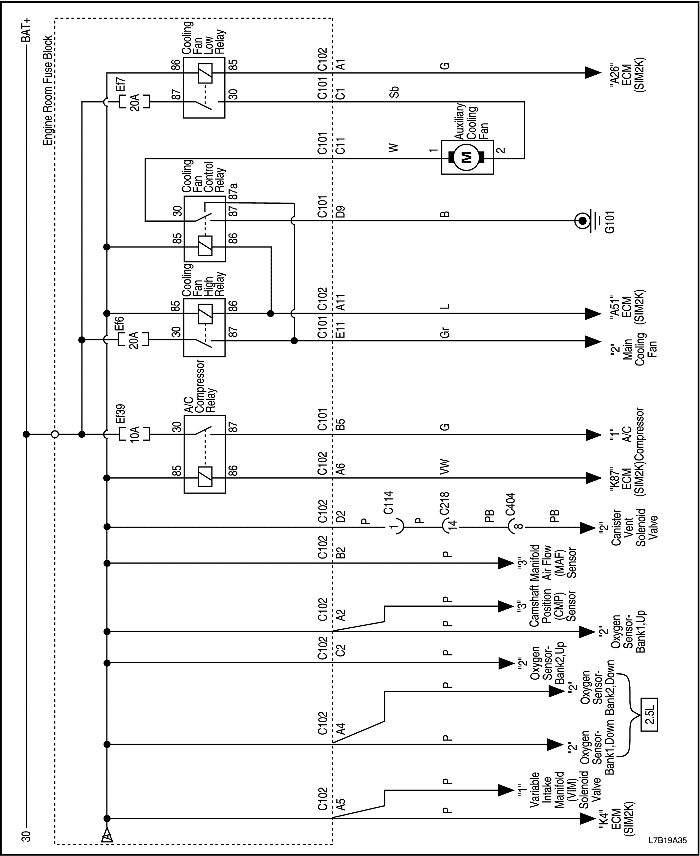 BAT+
30
Engine Room Fuse Block
Cooling
Fan
Low
Relay
86
85
87
30
Ef7
20A
C102
A1
G
"A26"
ECM
(SIM2K)
C101
C1
Sb
C101
C11
W
1
2
M
Auxiliary
Cooling
Fan
Cooling
Fan
Control
Relay
30
87a
87
85
86
C101
D9
B
G101
Cooling
Fan
High
Relay
85
86
30
87
Ef6
20A
C102
A11
L
"A51"
ECM
(SIM2K)
C101
E11
Gr
"2"
Main
Cooling
Fan
A/C
Compressor
Relay
Ef39
10A
30
87
85
86
C101
B5
G
"1"
A/C
Compressor
C102
A6
VW
"K87"
ECM
(SIM2K)
C102
D2
P
C114
1
P
C218
14
PB
C404
8
PB
"2"
Canister
Vent
Solenoid
Valve
C102
B2
P
"3"
Manifold
Air Flow
(MAF)
Sensor
C102
A2
P
"3"
Camshaft
Position
(CMP)
Sensor
P
"2"
Oxygen
Sensor-
Bank1,Up
C102
C2
P
"2"
Oxygen
Sensor-
Bank2,Up
C102
A4
P
"2"
Oxygen
Sensor-
Bank2,Down
P
"2"
Oxygen
Sensor-
Bank1,Down
2.5L
C102
A5
P
"1"
Variable
Intake
Manifold
(VIM)
Solenoid
Valve
P
"K4"
ECM
(SIM2K)
A
L7B19A35